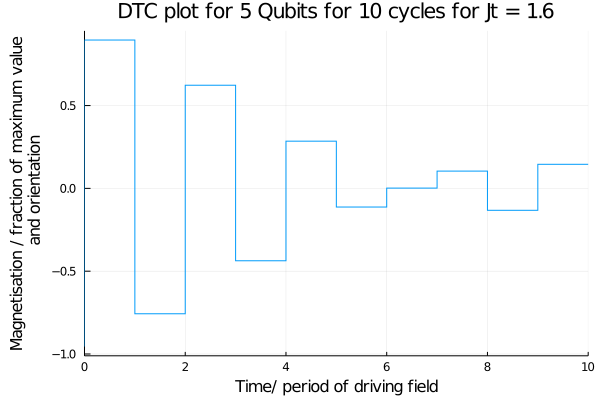 DTC plot for 5 Qubits for 10 cycles for Jt = 1.6
Magnetisation / fraction of maximum value
and orientation
0.5
0.0
−0.5
−1.0
0 2 4 6 8 10
Time/ period of driving field